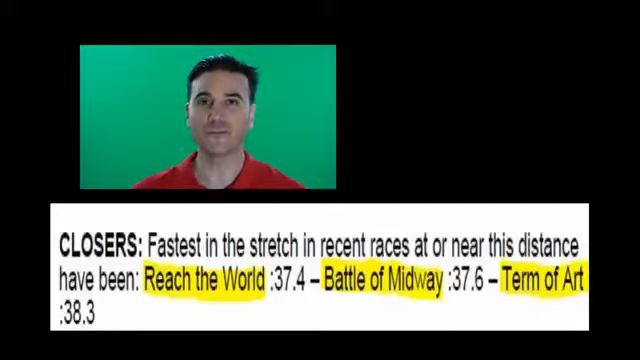 CLOSERS: Fastest in the stretch in recent races at or near this distance
have been: Reach the World :37.4 – Battle of Midway :37.6 – Term of Art
:38.3